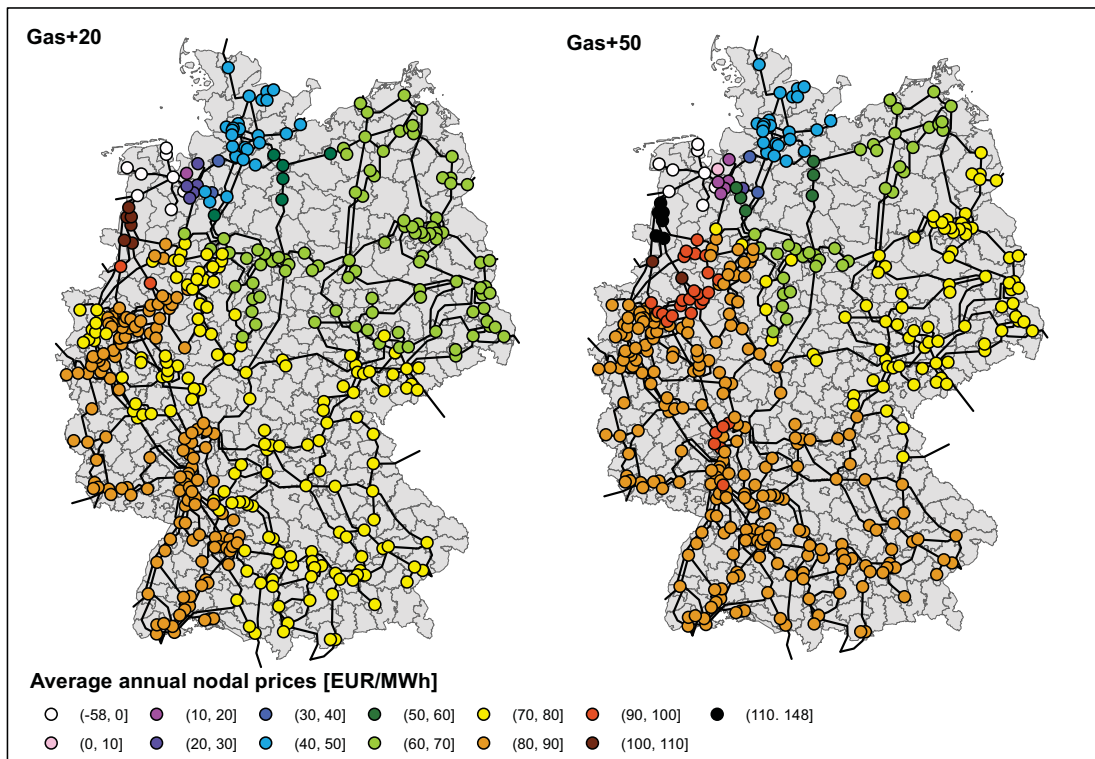 Gas+20
Gas+50
Average annual nodal prices [EUR/MWh]
(-58, 0] (10, 20] (30, 40] (50, 60] (70, 80] (90, 100] (110. 148]
(0, 10] (20, 30] (40, 50] (60, 70] (80, 90] (100, 110]